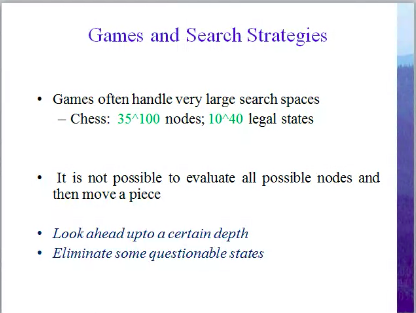 Games and Search Strategies
• Games often handle very large search spaces
– Chess: 35^100 nodes; 10^40 legal states
• It is not possible to evaluate all possible nodes and
then move a piece
• Look ahead upto a certain depth
• Eliminate some questionable states